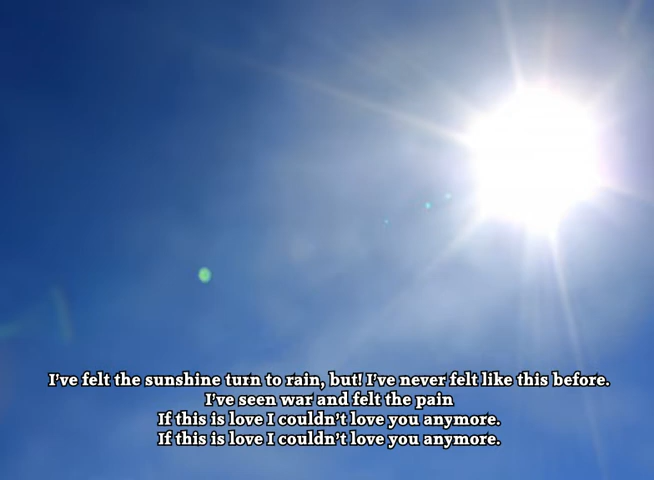 I've felt the sunshine turn to rain, but! I've never felt like this before.
I've seen war and felt the pain
If this is love I couldn't love you anymore.
If this is love I couldn't love you anymore.